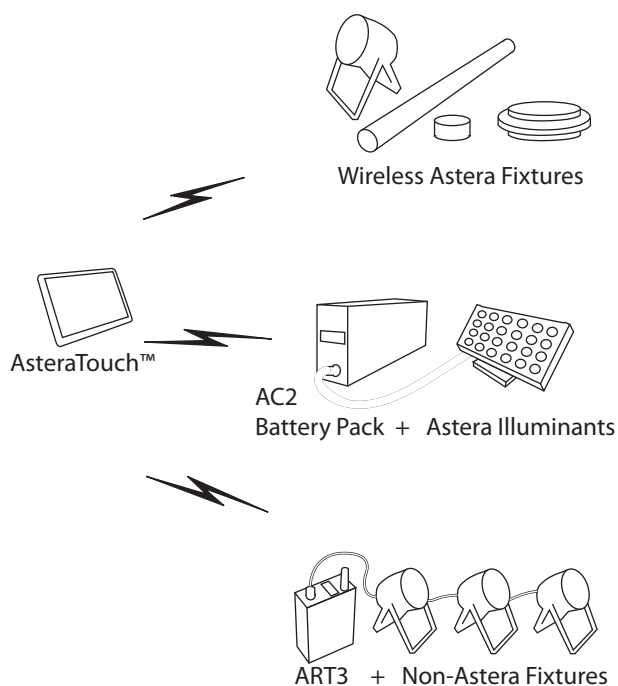 Wireless Astera Fixtures
AsteraTouch™
AC2
Battery Pack + Astera Illuminants
ART3 + Non-Astera Fixtures